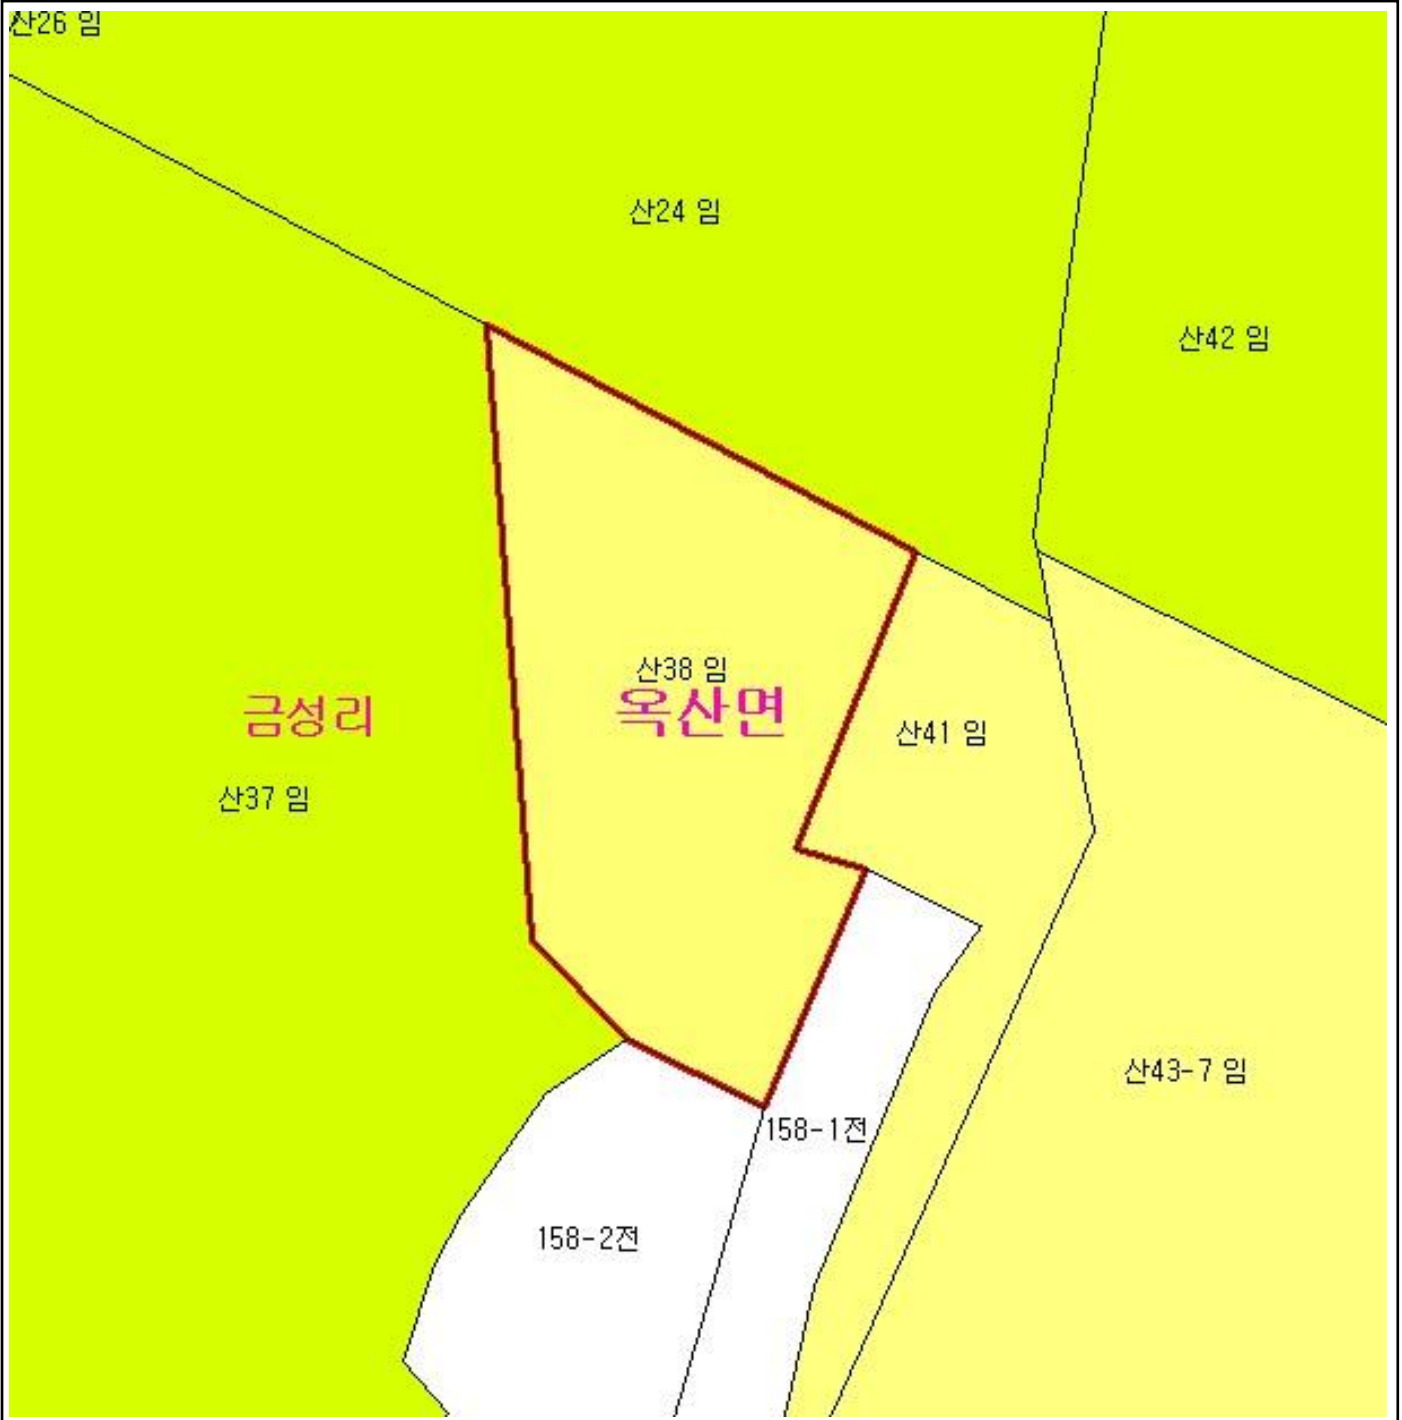 산26 임
산24 임
산42 임
산38 임
옥산면
금성리
산41 임
산37 임
산43-7 임
158-1전
158-2전